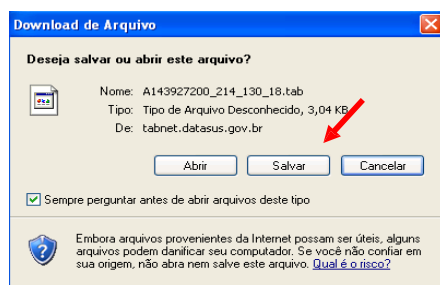 Download de Arquivo
Deseja salvar ou abrir este arquivo?
Nome: A143927200_214_130_18.tab
Tipo: Tipo de Arquivo Desconhecido, 3,04 KB
De: tabnet.datasus.gov.br
Abrir Salvar Cancelar
Sempre perguntar antes de abrir arquivos deste tipo
Embora arquivos provenientes da Internet possam ser úteis, alguns
arquivos podem danificar seu computador. Se você não confiar em
sua origem, não abra nem salve este arquivo. Qual é o risco?